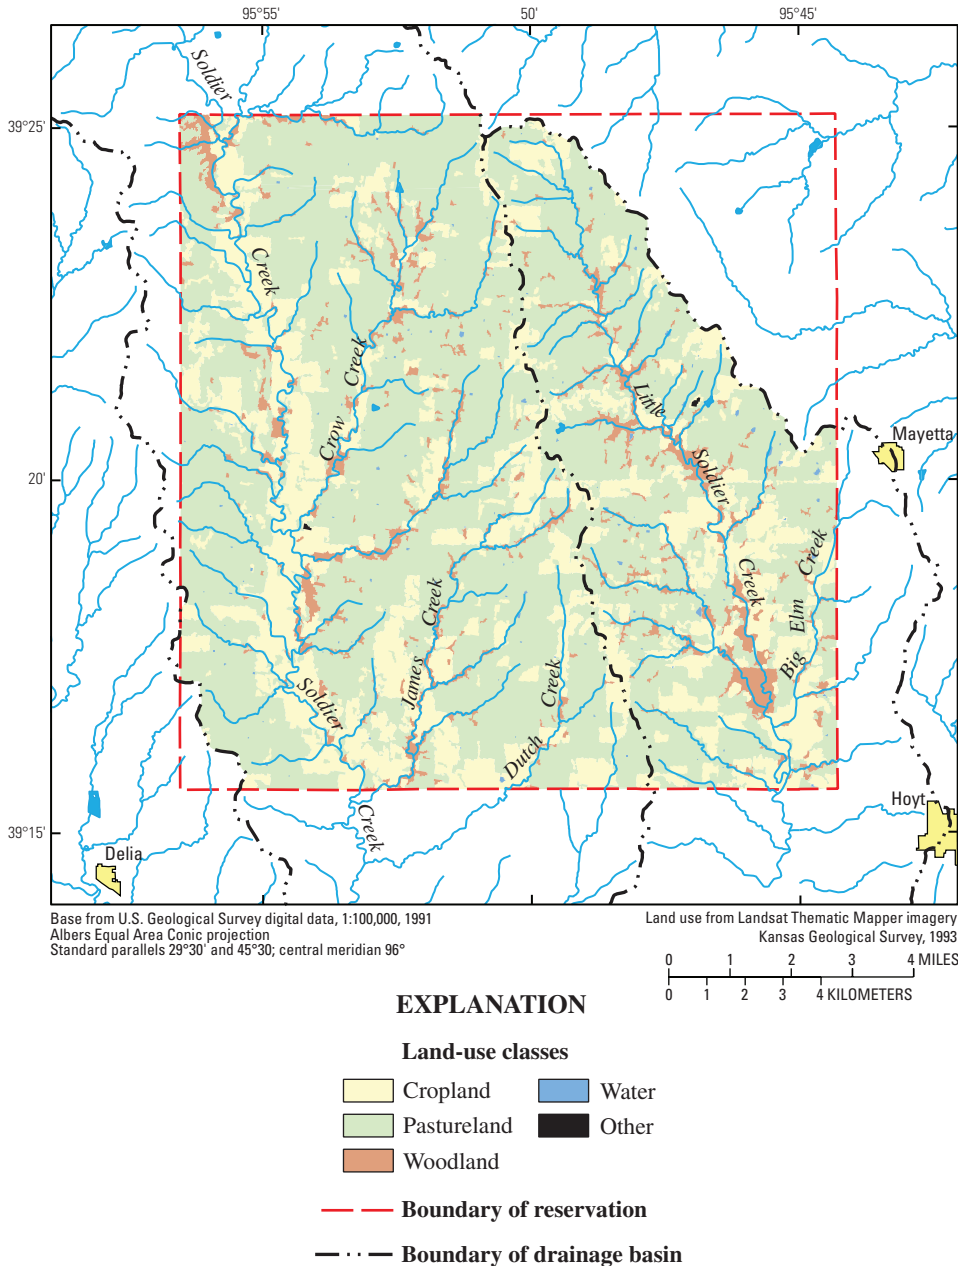 95°55'
50'
95°45'
Soldier
39°25'
Creek
Creek
Little
Crow
Mayetta
Soldier
20'
Creek
Creek
Creek
Elm
Big
James
Creek
Soldier
Dutch
Hoyt
Creek
39°15'
Delia
Base from U.S. Geological Survey digital data, 1:100,000, 1991
Albers Equal Area Conic projection
Standard parallels 29°30' and 45°30; central meridian 96°
Land use from Landsat Thematic Mapper imagery
Kansas Geological Survey, 1993
0 1 2 3 4 MILES
0 1 2 3 4 KILOMETERS
EXPLANATION
Land-use classes
Cropland
Water
Pastureland
Other
Woodland
Boundary of reservation
Boundary of drainage basin